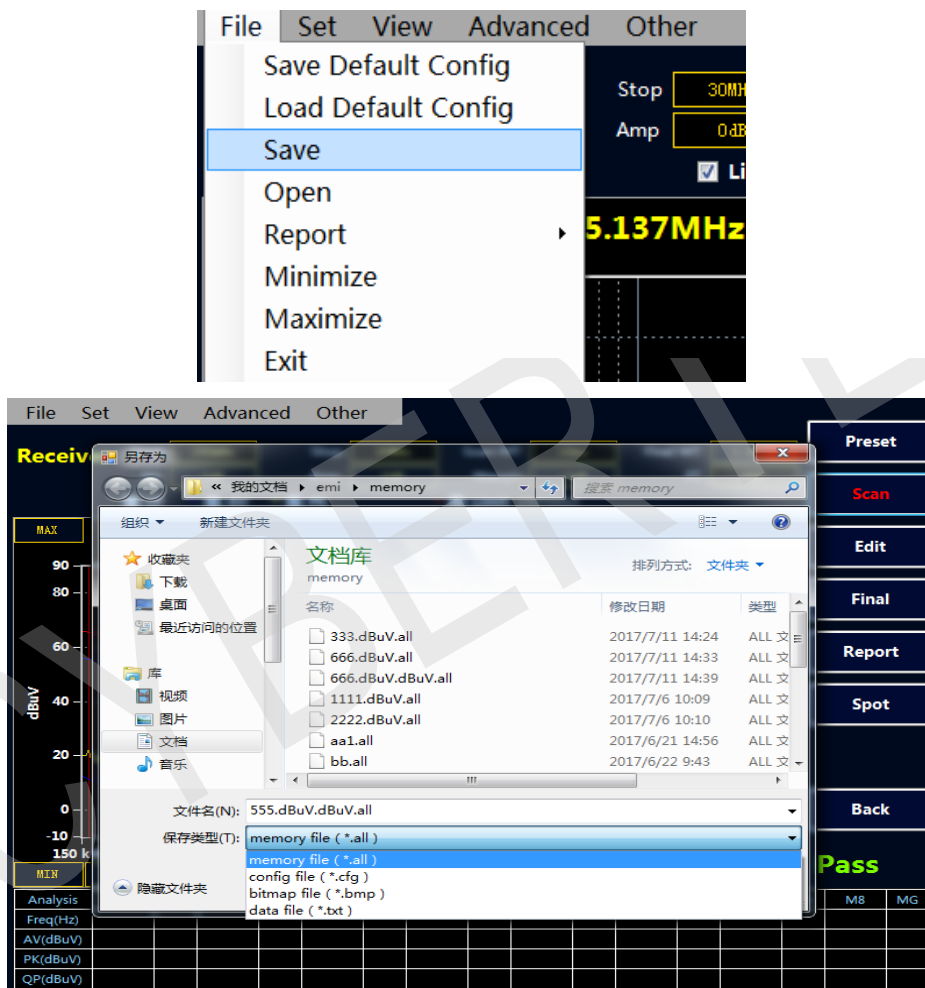 File Set View Advanced Other
Save Default Config
Load Default Config
Save
Open
Report
Minimize
Maximize
Exit
Stop 30MH
Amp 0dB
Li
5.137MHz
File Set View Advanced Other
Receiv
另存为
« 我的文档 ▸ emi ▸ memory
搜索 memory
组织 新建文件夹
收藏夹
下载
桌面
最近访问的位置
库
视频
图片
文档
音乐
文档库
memory
排列方式: 文件夹
名称 修改日期 类型
333.dBuV.all 2017/7/11 14:24 ALL 文
666.dBuV.all 2017/7/11 14:33 ALL 文
666.dBuV.dBuV.all 2017/7/11 14:39 ALL 文
1111.dBuV.all 2017/7/6 10:09 ALL 文
2222.dBuV.all 2017/7/6 10:10 ALL 文
aa1.all 2017/6/21 14:56 ALL 文
bb.all 2017/6/22 9:43 ALL 文
文件名(N): 555.dBuV.dBuV.all
保存类型(T): memory file ( *.all )
memory file ( *.all )
config file ( *.cfg )
bitmap file ( *.bmp )
data file ( *.txt )
隐藏文件夹
Preset
Scan
Edit
Final
Report
Spot
Back
Pass
MAX
90
80
60
dBuV
40
20
0
-10
150 k
MIN
Analysis M8 MG
Freq(Hz)
AV(dBuV)
PK(dBuV)
QP(dBuV)